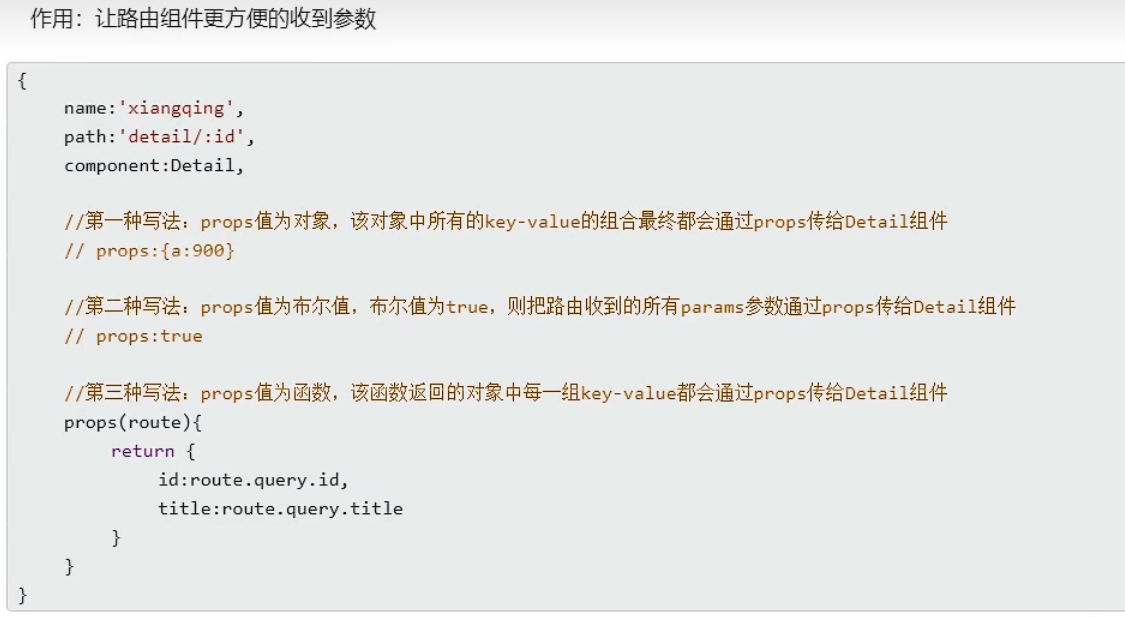 作用：让路由组件更方便的收到参数
{
    name:'xiangqing',
    path:'detail/:id',
    component:Detail,
    //第一种写法：props值为对象，该对象中所有的key-value的组合最终都会通过props传给Detail组件
    // props:{a:900}
    //第二种写法：props值为布尔值，布尔值为true，则把路由收到的所有params参数通过props传给Detail组件
    // props:true
    //第三种写法：props值为函数，该函数返回的对象中每一组key-value都会通过props传给Detail组件
    props(route){
        return {
            id:route.query.id,
            title:route.query.title
        }
    }
}